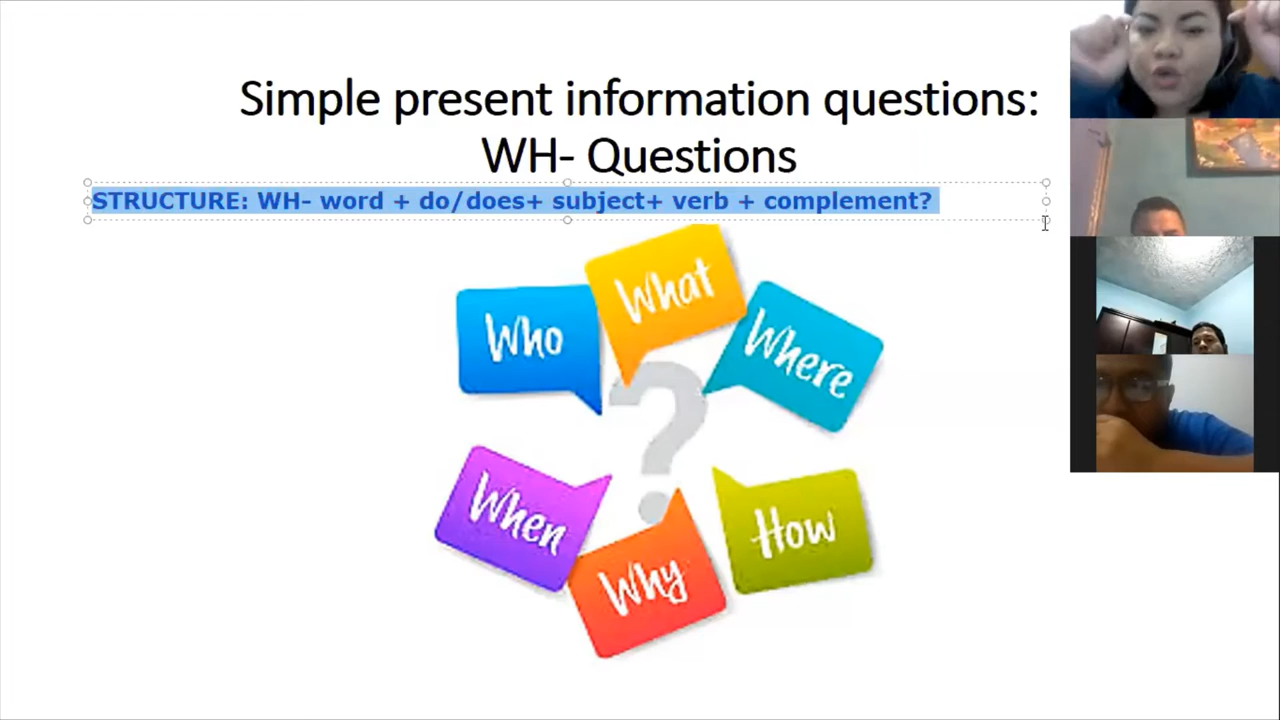 Simple present information questions:
WH- Questions
STRUCTURE: WH- word + do/does+ subject+ verb + complement?
What
Who
Where
?
When
How
Why